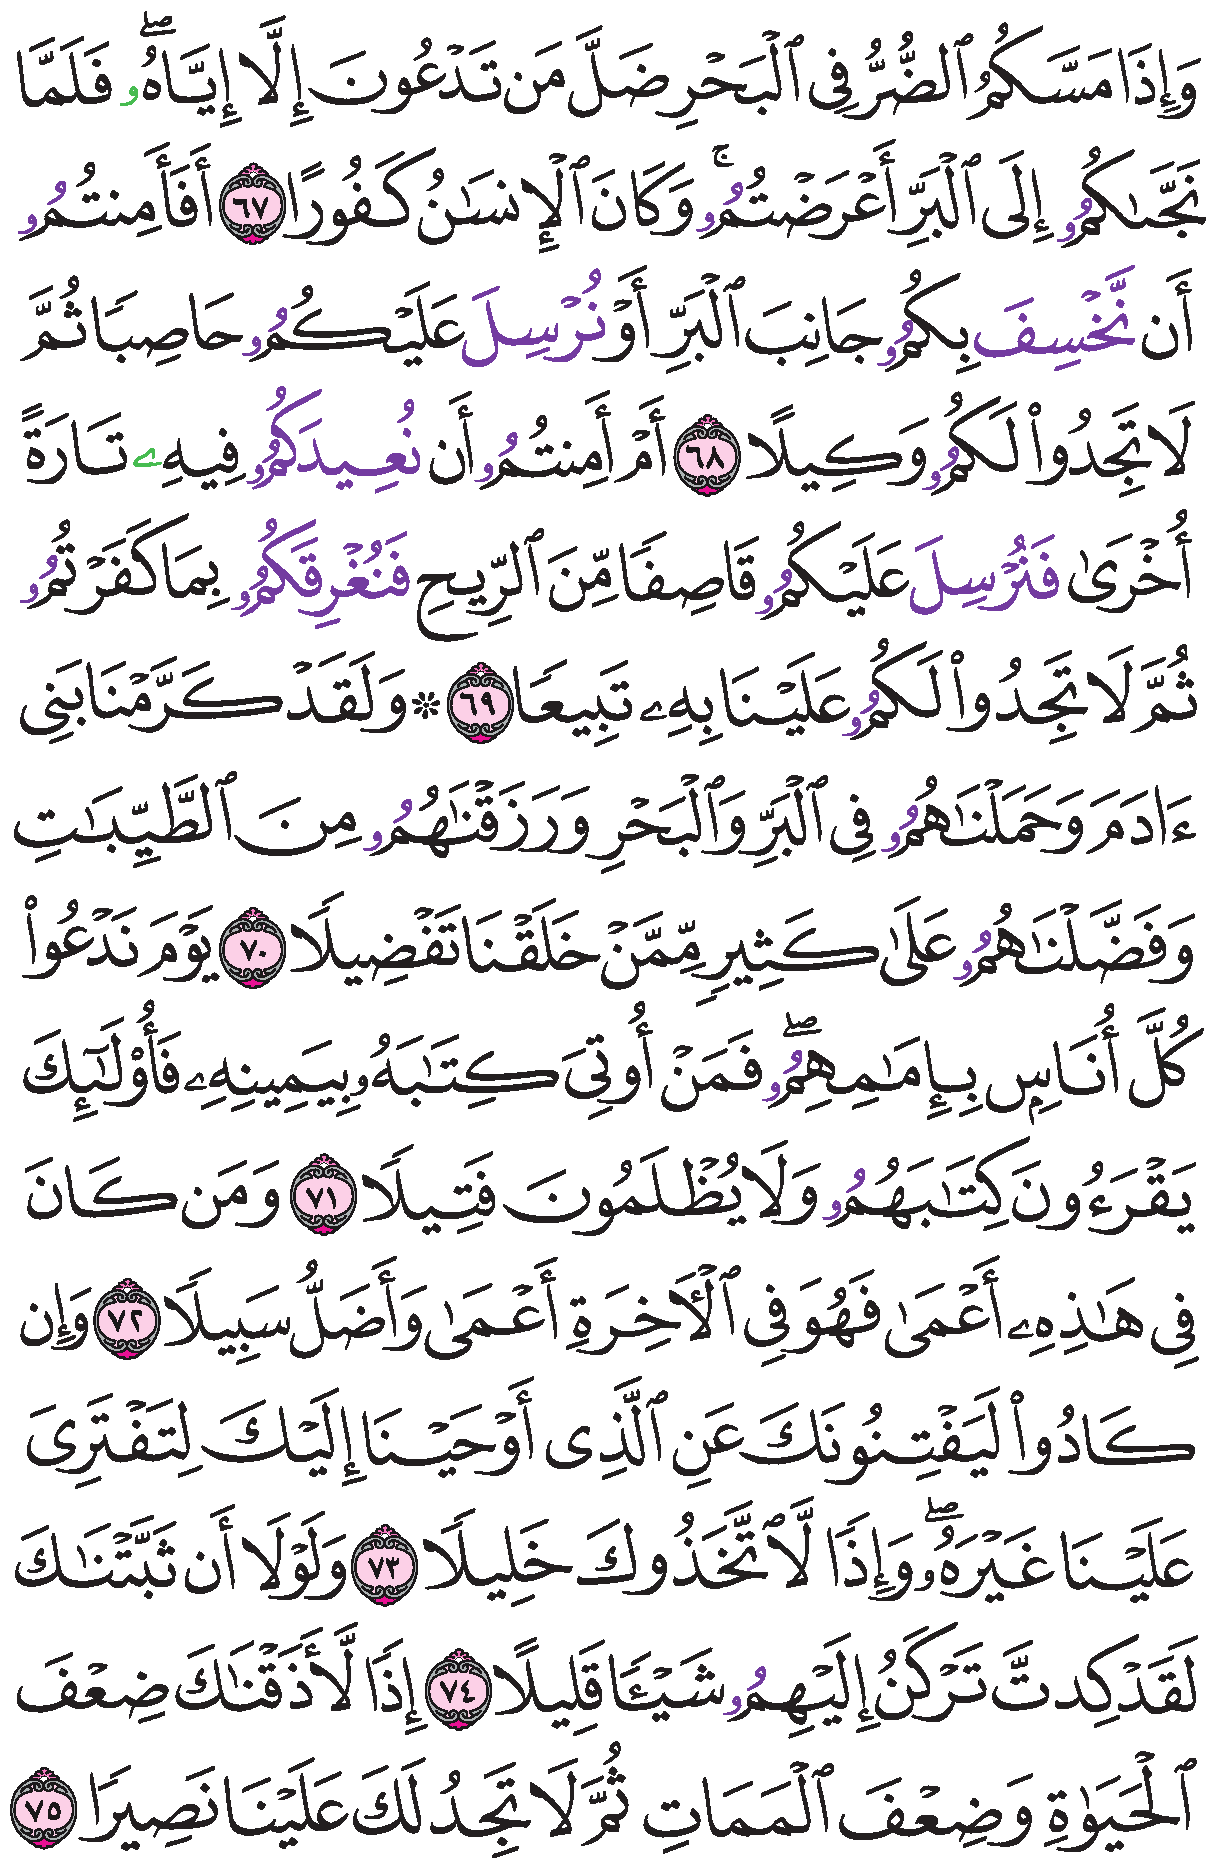 وَإِذَا مَسَّكُمُ ٱلضُّرُّ فِى ٱلْبَحْرِ ضَلَّ مَن تَدْعُونَ إِلَّآ إِيَّاهُۥ ۖ فَلَمَّا
نَجَّىٰكُمُۥ إِلَى ٱلْبَرِّ أَعْرَضْتُمُۥ ۚ وَكَانَ ٱلْإِنسَٰنُ كَفُورًا ٦٧ أَفَأَمِنتُمُۥ
أَن نَّخْسِفَ بِكُمُۥ جَانِبَ ٱلْبَرِّ أَوْ نُرْسِلَ عَلَيْكُمُۥ حَاصِبًا ثُمَّ
لَا تَجِدُوا۟ لَكُمُۥ وَكِيلًا ٦٨ أَمْ أَمِنتُمُۥ أَن نُعِيدَكُمُۥ فِيهِۦ تَارَةً
أُخْرَىٰ فَنُرْسِلَ عَلَيْكُمُۥ قَاصِفًا مِّنَ ٱلرِّيحِ فَنُغْرِقَكُمُۥ بِمَا كَفَرْتُمُۥ
ثُمَّ لَا تَجِدُوا۟ لَكُمُۥ عَلَيْنَا بِهِۦ تَبِيعًا ٦٩ ۞ وَلَقَدْ كَرَّمْنَا بَنِى
ءَادَمَ وَحَمَلْنَٰهُمُۥ فِى ٱلْبَرِّ وَٱلْبَحْرِ وَرَزَقْنَٰهُمُۥ مِنَ ٱلطَّيِّبَٰتِ
وَفَضَّلْنَٰهُمُۥ عَلَىٰ كَثِيرٍ مِّمَّنْ خَلَقْنَا تَفْضِيلًا ٧٠ يَوْمَ نَدْعُوا۟
كُلَّ أُنَاسٍۭ بِإِمَٰمِهِمُۥ ۖ فَمَنْ أُوتِىَ كِتَٰبَهُۥ بِيَمِينِهِۦ فَأُو۟لَٰٓئِكَ
يَقْرَءُونَ كِتَٰبَهُمُۥ وَلَا يُظْلَمُونَ فَتِيلًا ٧١ وَمَن كَانَ
فِى هَٰذِهِۦ أَعْمَىٰ فَهُوَ فِى ٱلْأَخِرَةِ أَعْمَىٰ وَأَضَلُّ سَبِيلًا ٧٢ وَإِن
كَادُوا۟ لَيَفْتِنُونَكَ عَنِ ٱلَّذِى أَوْحَيْنَا إِلَيْكَ لِتَفْتَرِىَ
عَلَيْنَا غَيْرَهُۥ ۖ وَإِذًا لَّٱتَّخَذُوكَ خَلِيلًا ٧٣ وَلَوْلَا أَن ثَبَّتْنَٰكَ
لَقَدْ كِدتَّ تَرْكَنُ إِلَيْهِمُۥ شَيْـًٔا قَلِيلًا ٧٤ إِذًا لَّأَذَقْنَٰكَ ضِعْفَ
ٱلْحَيَوٰةِ وَضِعْفَ ٱلْمَمَاتِ ثُمَّ لَا تَجِدُ لَكَ عَلَيْنَا نَصِيرًا ٧٥